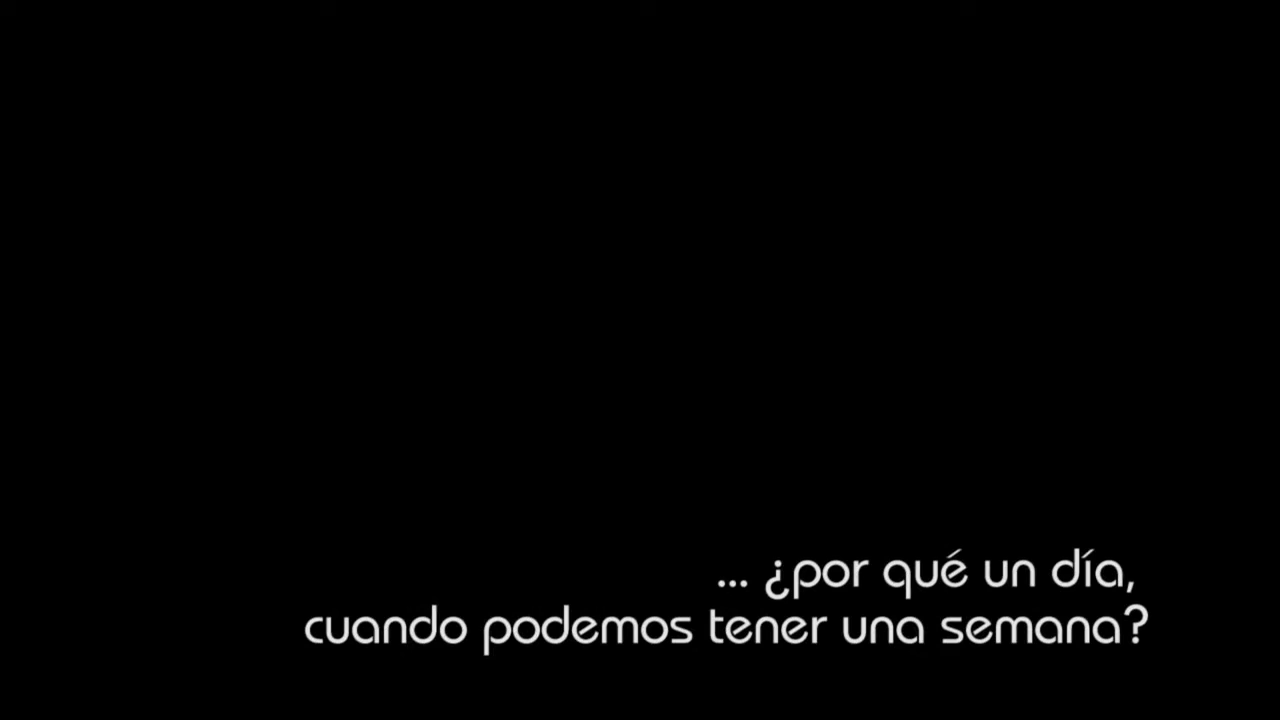 ... ¿por qué un día,
cuando podemos tener una semana?